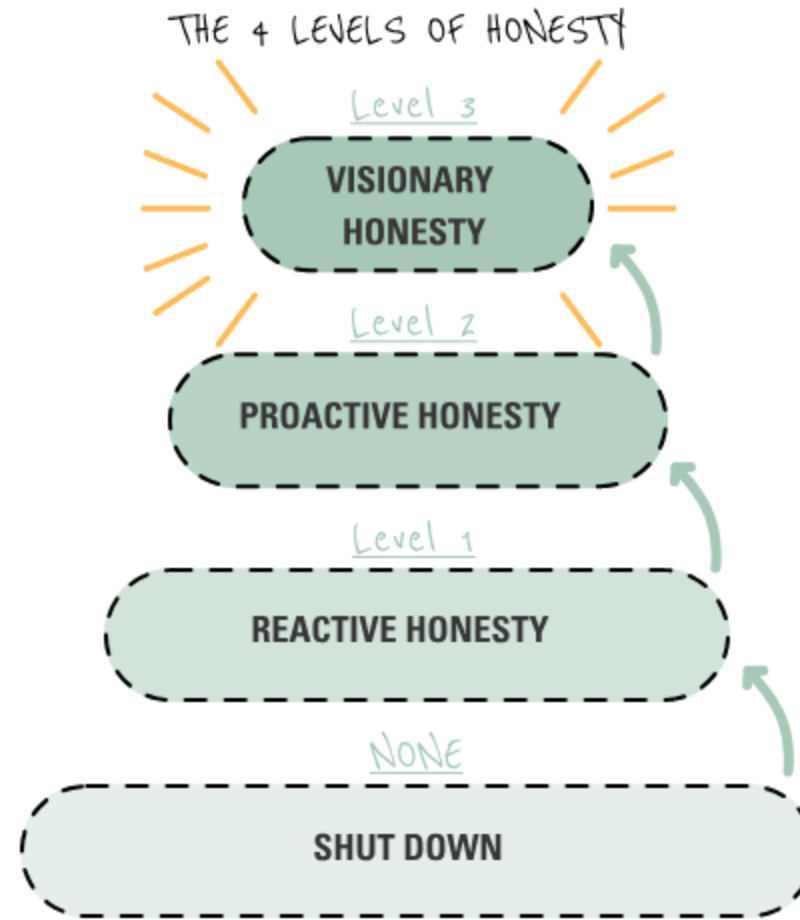 THE 4 LEVELS OF HONESTY
Level 3
VISIONARY
HONESTY
Level 2
PROACTIVE HONESTY
Level 1
REACTIVE HONESTY
NONE
SHUT DOWN